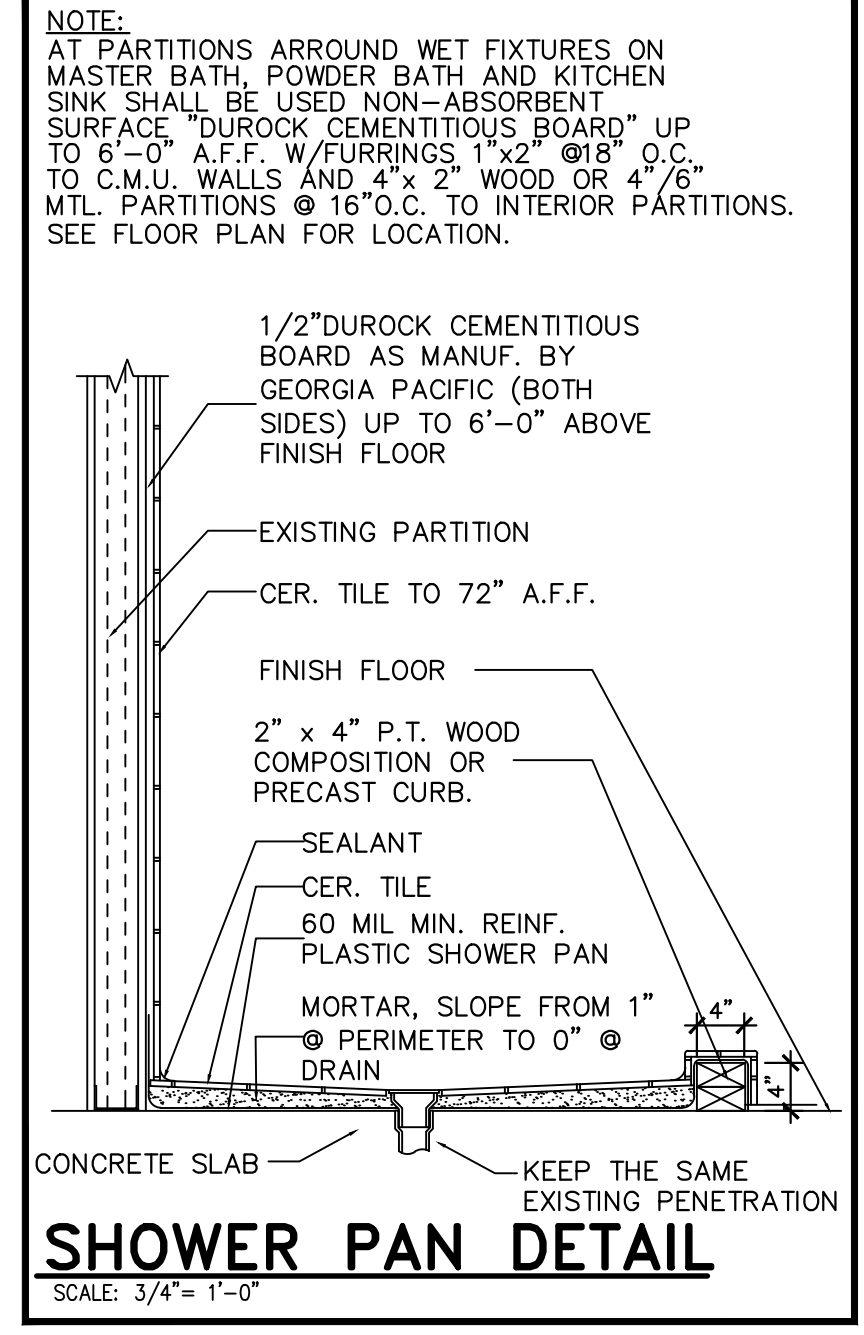 NOTE:
AT PARTITIONS ARROUND WET FIXTURES ON
MASTER BATH, POWDER BATH AND KITCHEN
SINK SHALL BE USED NON-ABSORBENT
SURFACE "DUROCK CEMENTITIOUS BOARD" UP
TO 6'-0" A.F.F. W/FURRINGS 1"x2" @18" O.C.
TO C.M.U. WALLS AND 4"x 2" WOOD OR 4"/6"
MTL. PARTITIONS @ 16"O.C. TO INTERIOR PARTITIONS.
SEE FLOOR PLAN FOR LOCATION.
1/2"DUROCK CEMENTITIOUS
BOARD AS MANUF. BY
GEORGIA PACIFIC (BOTH
SIDES) UP TO 6'-0" ABOVE
FINISH FLOOR
EXISTING PARTITION
CER. TILE TO 72" A.F.F.
FINISH FLOOR
2" x 4" P.T. WOOD
COMPOSITION OR
PRECAST CURB.
SEALANT
CER. TILE
60 MIL MIN. REINF.
PLASTIC SHOWER PAN
MORTAR, SLOPE FROM 1"
@ PERIMETER TO 0" @
DRAIN
4"
4"
CONCRETE SLAB
KEEP THE SAME
EXISTING PENETRATION
SHOWER PAN DETAIL
SCALE: 3/4"= 1'-0"